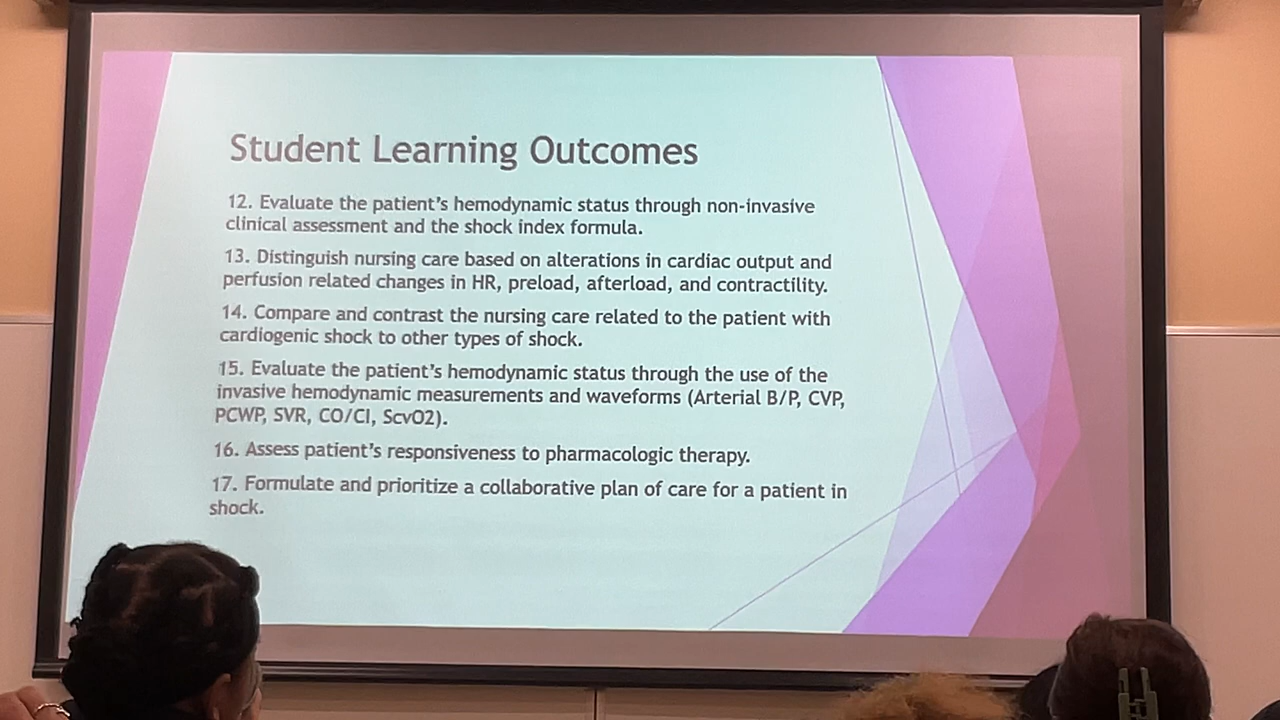 Student Learning Outcomes
12. Evaluate the patient’s hemodynamic status through non-invasive
clinical assessment and the shock index formula.
13. Distinguish nursing care based on alterations in cardiac output and
perfusion related changes in HR, preload, afterload, and contractility.
14. Compare and contrast the nursing care related to the patient with
cardiogenic shock to other types of shock.
15. Evaluate the patient’s hemodynamic status through the use of the
invasive hemodynamic measurements and waveforms (Arterial B/P, CVP,
PCWP, SVR, CO/CI, ScvO2).
16. Assess patient’s responsiveness to pharmacologic therapy.
17. Formulate and prioritize a collaborative plan of care for a patient in
shock.